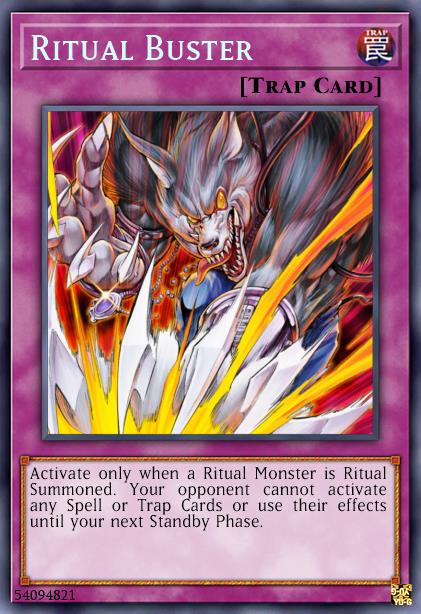 Ritual Buster
TRAP
罠
[Trap Card]
Activate only when a Ritual Monster is Ritual
Summoned. Your opponent cannot activate
any Spell or Trap Cards or use their effects
until your next Standby Phase.
54094821